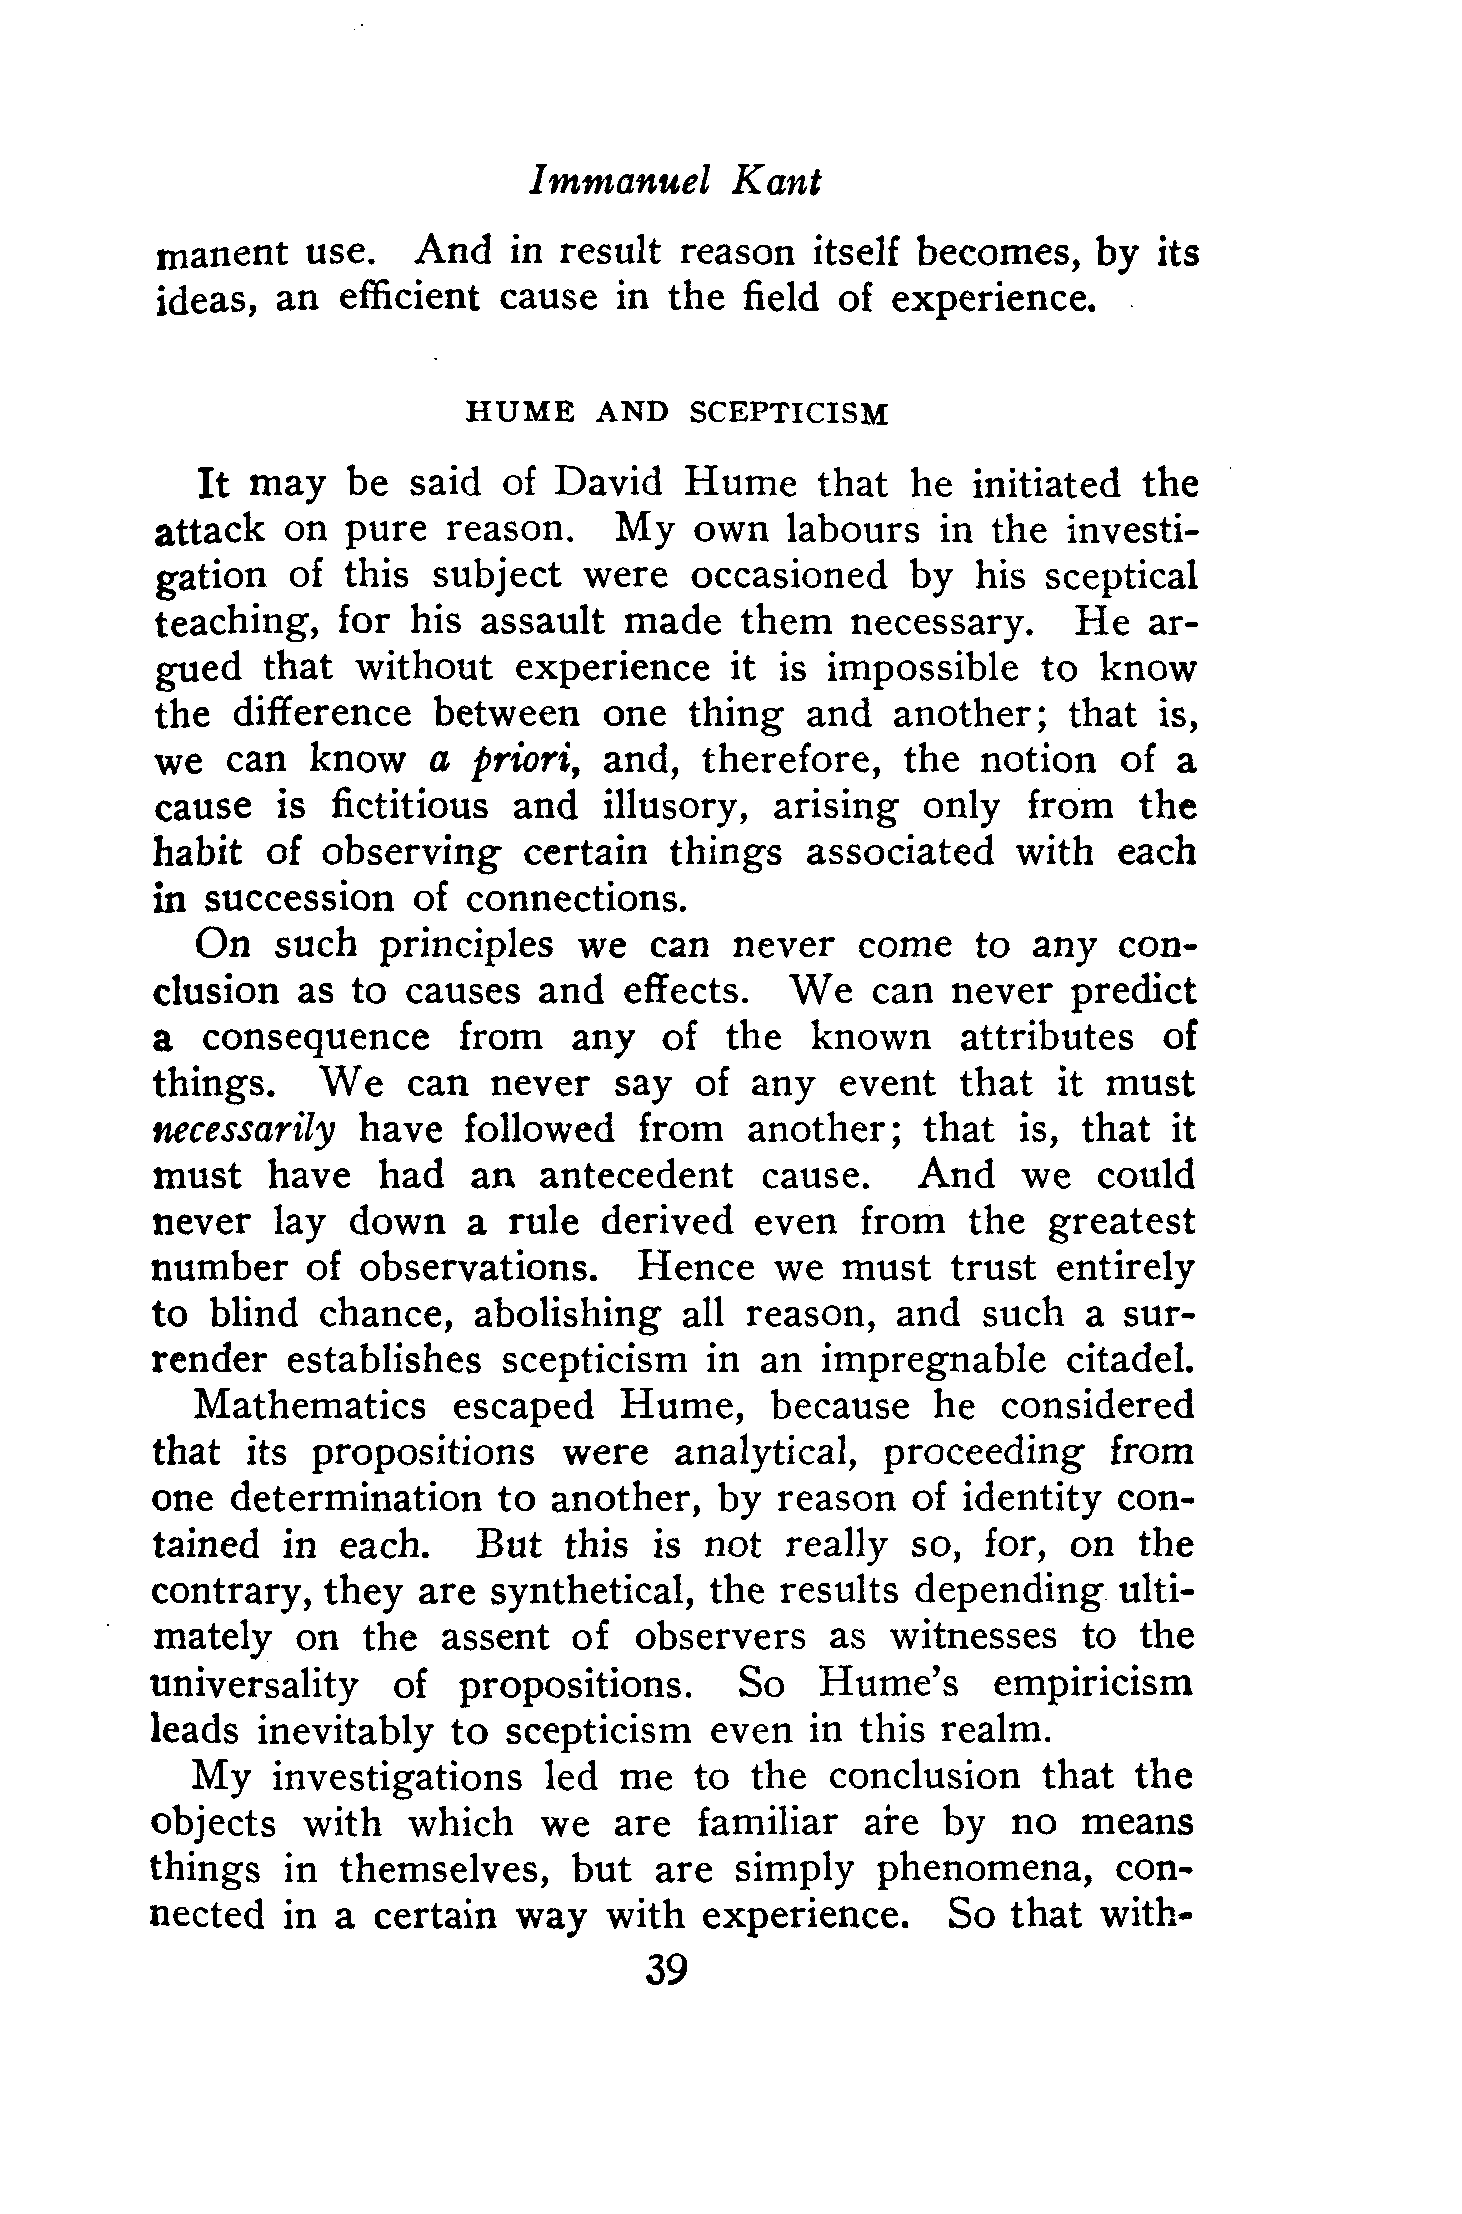 Immanuel Kant
manent use. And in result reason itself becomes, by its
ideas, an efficient cause in the field of experience.
HUME AND SCEPTICISM
It may be said of David Hume that he initiated the
attack on pure reason. My own labours in the investi-
gation of this subject were occasioned by his sceptical
teaching, for his assault made them necessary. He ar-
gued that without experience it is impossible to know
the difference between one thing and another; that is,
we can know a priori, and, therefore, the notion of a
cause is fictitious and illusory, arising only from the
habit of observing certain things associated with each
in succession of connections.
On such principles we can never come to any con-
clusion as to causes and effects. We can never predict
a consequence from any of the known attributes of
things. We can never say of any event that it must
necessarily have followed from another; that is, that it
must have had an antecedent cause. And we could
never lay down a rule derived even from the greatest
number of observations. Hence we must trust entirely
to blind chance, abolishing all reason, and such a sur-
render establishes scepticism in an impregnable citadel.
Mathematics escaped Hume, because he considered
that its propositions were analytical, proceeding from
one determination to another, by reason of identity con-
tained in each. But this is not really so, for, on the
contrary, they are synthetical, the results depending ulti-
mately on the assent of observers as witnesses to the
universality of propositions. So Hume's empiricism
leads inevitably to scepticism even in this realm.
My investigations led me to the conclusion that the
objects with which we are familiar are by no means
things in themselves, but are simply phenomena, con-
nected in a certain way with experience. So that with-
39